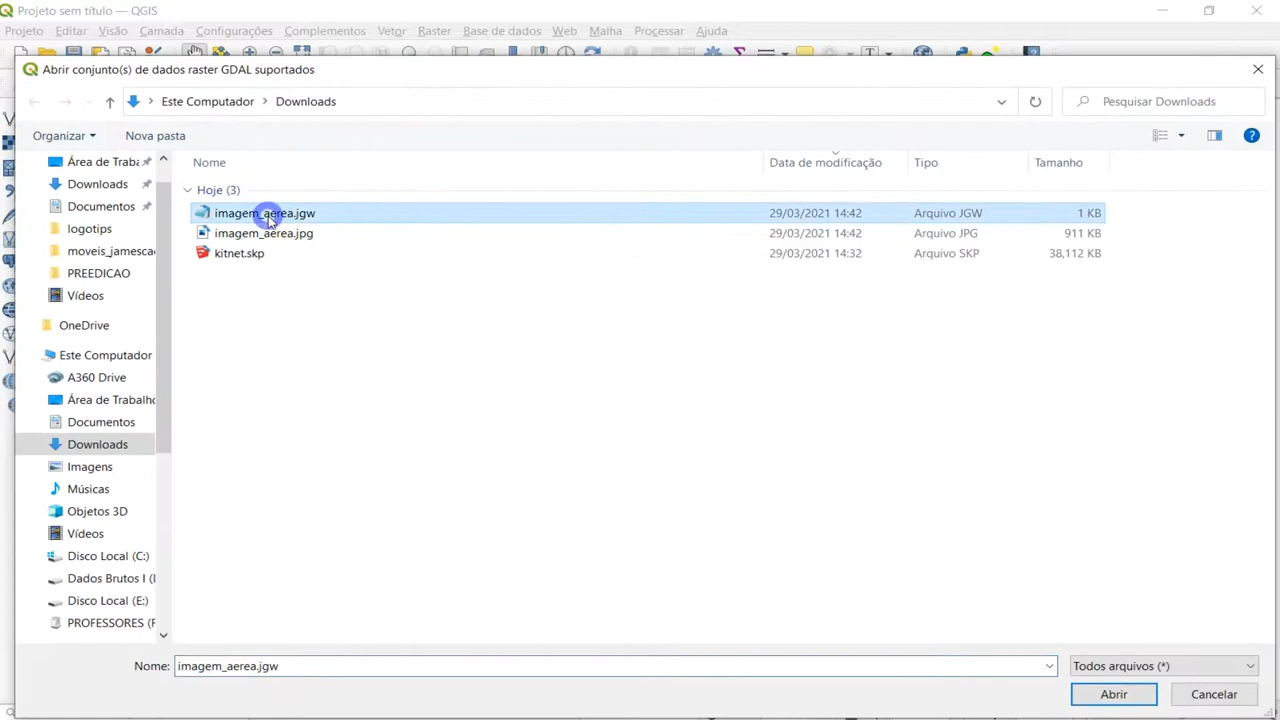 Projeto sem título — QGIS
Projeto Editar Visão Camada Configurações Complementos Vetor Raster Base de dados Web Malha Processar Ajuda
Abrir conjunto(s) de dados raster GDAL suportados
Este Computador > Downloads
Pesquisar Downloads
Organizar
Nova pasta
Área de Traba
Downloads
Documentos
logotips
moveis_jamesca
PREEDICAO
Vídeos
OneDrive
Este Computador
A360 Drive
Área de Trabalho
Documentos
Downloads
Imagens
Músicas
Objetos 3D
Vídeos
Disco Local (C:)
Dados Brutos I (
Disco Local (E:)
PROFESSORES (F
Nome Data de modificação Tipo Tamanho
Hoje (3)
imagem_aerea.jgw 29/03/2021 14:42 Arquivo JGW 1 KB
imagem_aerea.jpg 29/03/2021 14:42 Arquivo JPG 911 KB
kitnet.skp 29/03/2021 14:32 Arquivo SKP 38,112 KB
Nome: imagem_aerea.jgw
Todos arquivos (*)
Abrir
Cancelar